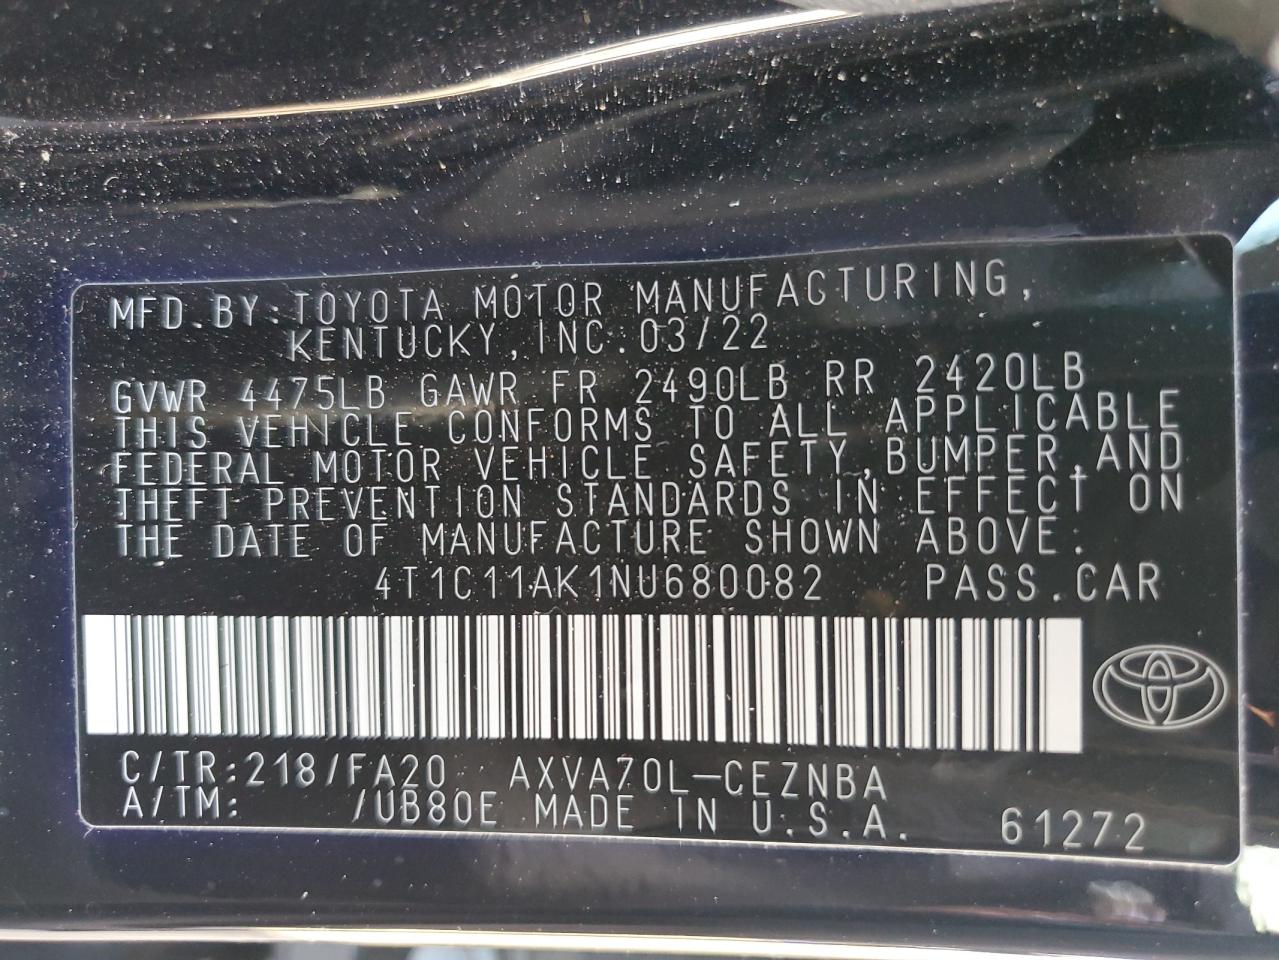 MFD.BY:TOYOTA MOTOR MANUFACTURING,
KENTUCKY,INC.03/22
GVWR 4475LB GAWR FR 2490LB RR 2420LB
THIS VEHICLE CONFORMS TO ALL APPLICABLE
FEDERAL MOTOR VEHICLE SAFETY,BUMPER,AND
THEFT PREVENTION STANDARDS IN EFFECT ON
THE DATE OF MANUFACTURE SHOWN ABOVE.
4T1C11AK1NU680082 PASS.CAR
C/TR:218/FA20 AXVA70L-CEZNBA
A/TM: /UB80E MADE IN U.S.A. 61272